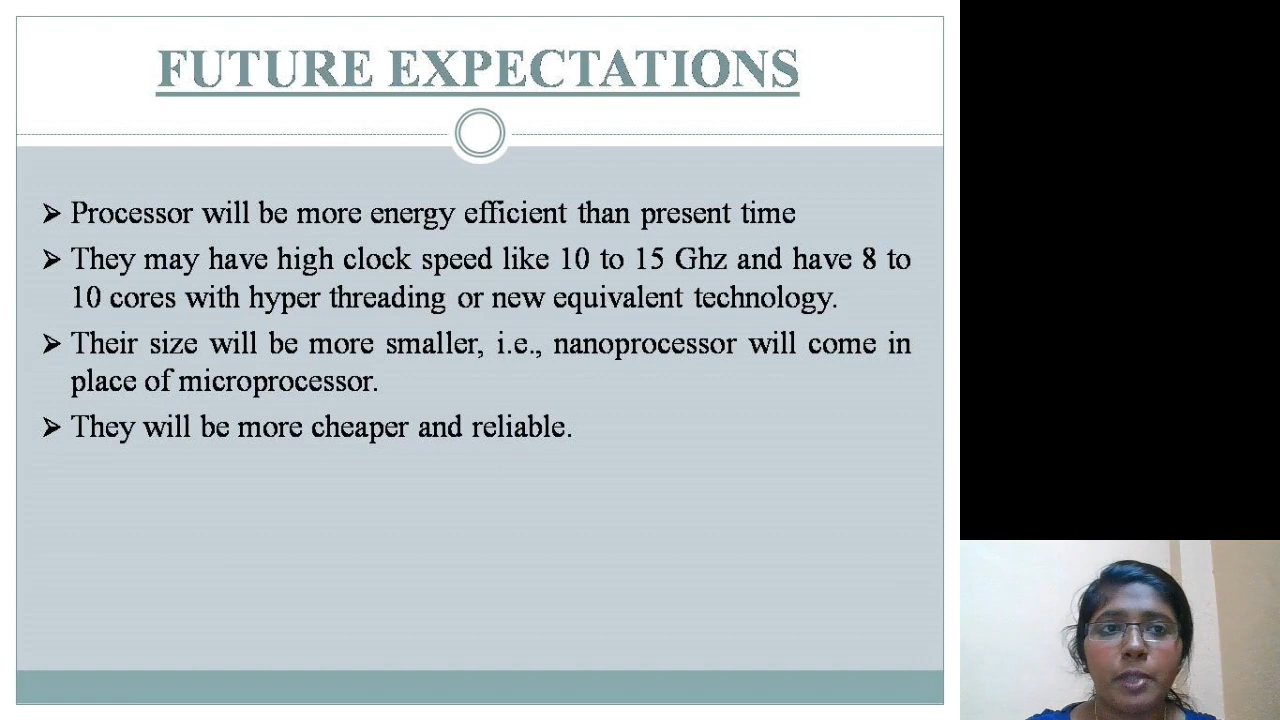 FUTURE EXPECTATIONS
➢ Processor will be more energy efficient than present time
➢ They may have high clock speed like 10 to 15 Ghz and have 8 to
10 cores with hyper threading or new equivalent technology.
➢ Their size will be more smaller, i.e., nanoprocessor will come in
place of microprocessor.
➢ They will be more cheaper and reliable.